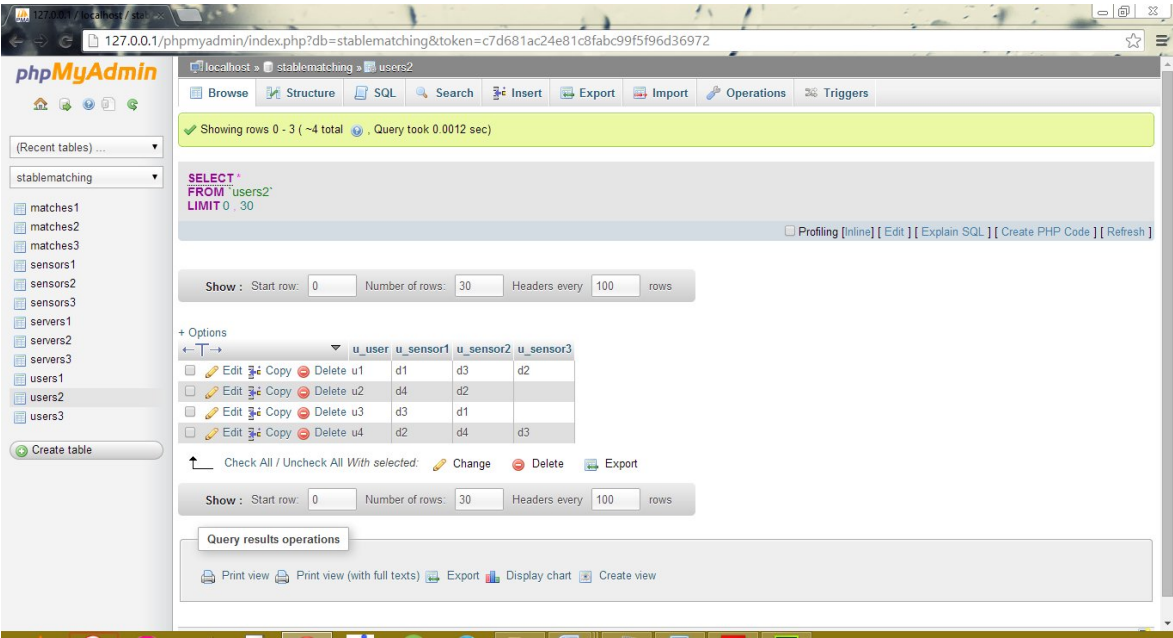 127.0.0.1 / localhost / stab
127.0.0.1/phpmyadmin/index.php?db=stablematching&token=c7d681ac24e81c8fabc99f5f96d36972
phpMyAdmin
(Recent tables) ...
stablematching
matches1
matches2
matches3
sensors1
sensors2
sensors3
servers1
servers2
servers3
users1
users2
users3
Create table
localhost » stablematching » users2
Browse Structure SQL Search Insert Export Import Operations Triggers
Showing rows 0 - 3 ( ~4 total , Query took 0.0012 sec)
SELECT *
FROM `users2`
LIMIT 0 , 30
Profiling [Inline] [ Edit ] [ Explain SQL ] [ Create PHP Code ] [ Refresh ]
Show : Start row: 0 Number of rows: 30 Headers every 100 rows
+ Options
←T→ u_user u_sensor1 u_sensor2 u_sensor3
Edit Copy Delete u1 d1 d3 d2
Edit Copy Delete u2 d4 d2
Edit Copy Delete u3 d3 d1
Edit Copy Delete u4 d2 d4 d3
Check All / Uncheck All With selected: Change Delete Export
Show : Start row: 0 Number of rows: 30 Headers every 100 rows
Query results operations
Print view Print view (with full texts) Export Display chart Create view